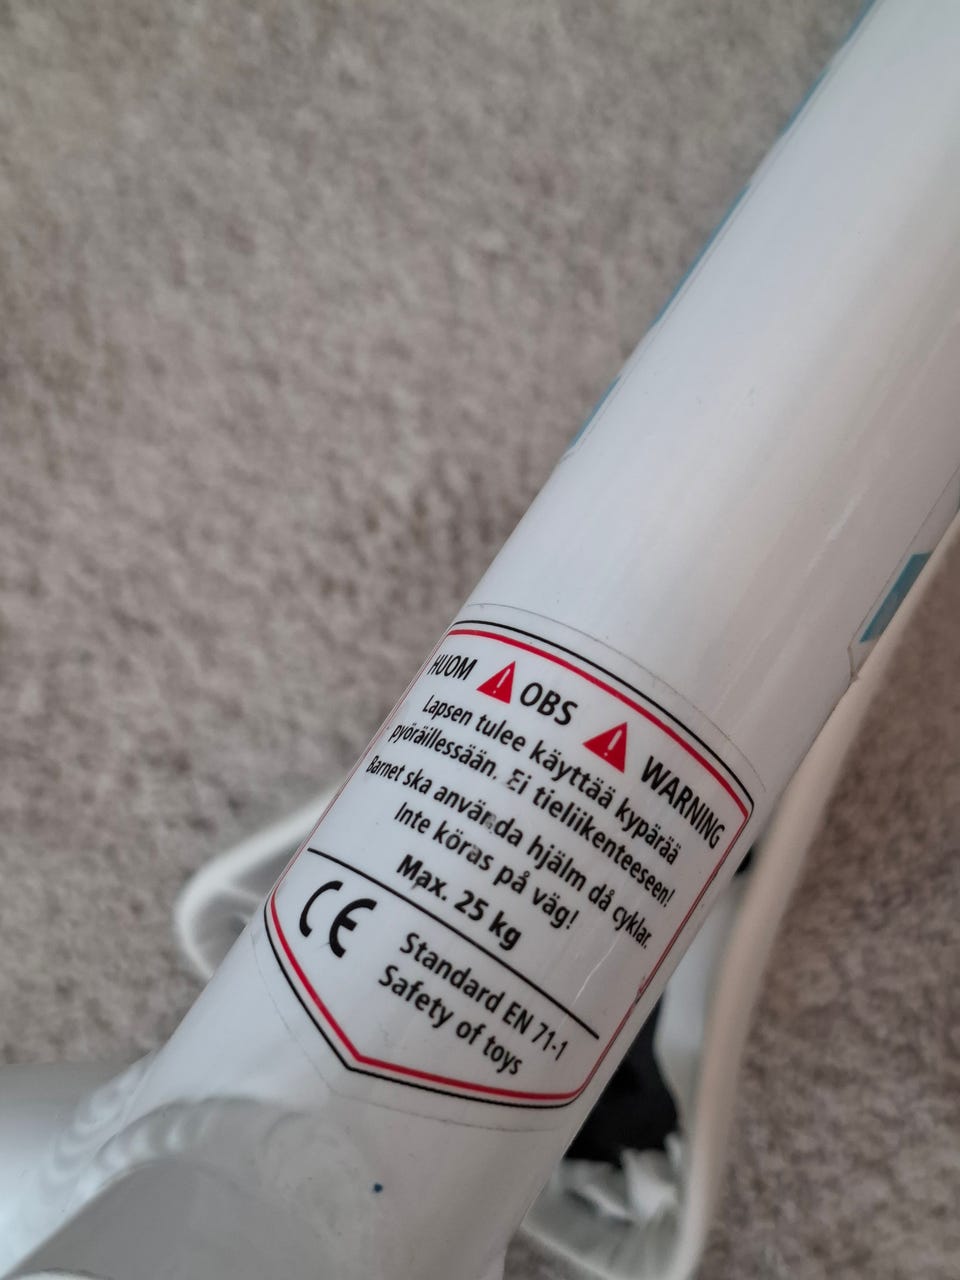 HUOM OBS WARNING
Lapsen tulee käyttää kypärää
pyöräillessään. Ei tieliikenteeseen!
Barnet ska använda hjälm då cyklar.
Inte köras på väg!
Max. 25 kg
CE
Standard EN 71-1
Safety of toys